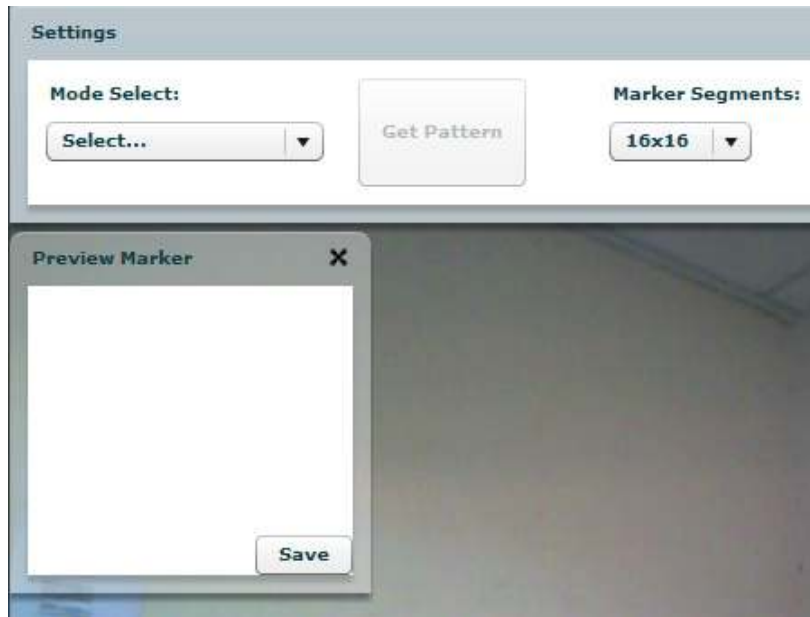 Settings
Mode Select:
Select...
Get Pattern
Marker Segments:
16x16
Preview Marker
Save